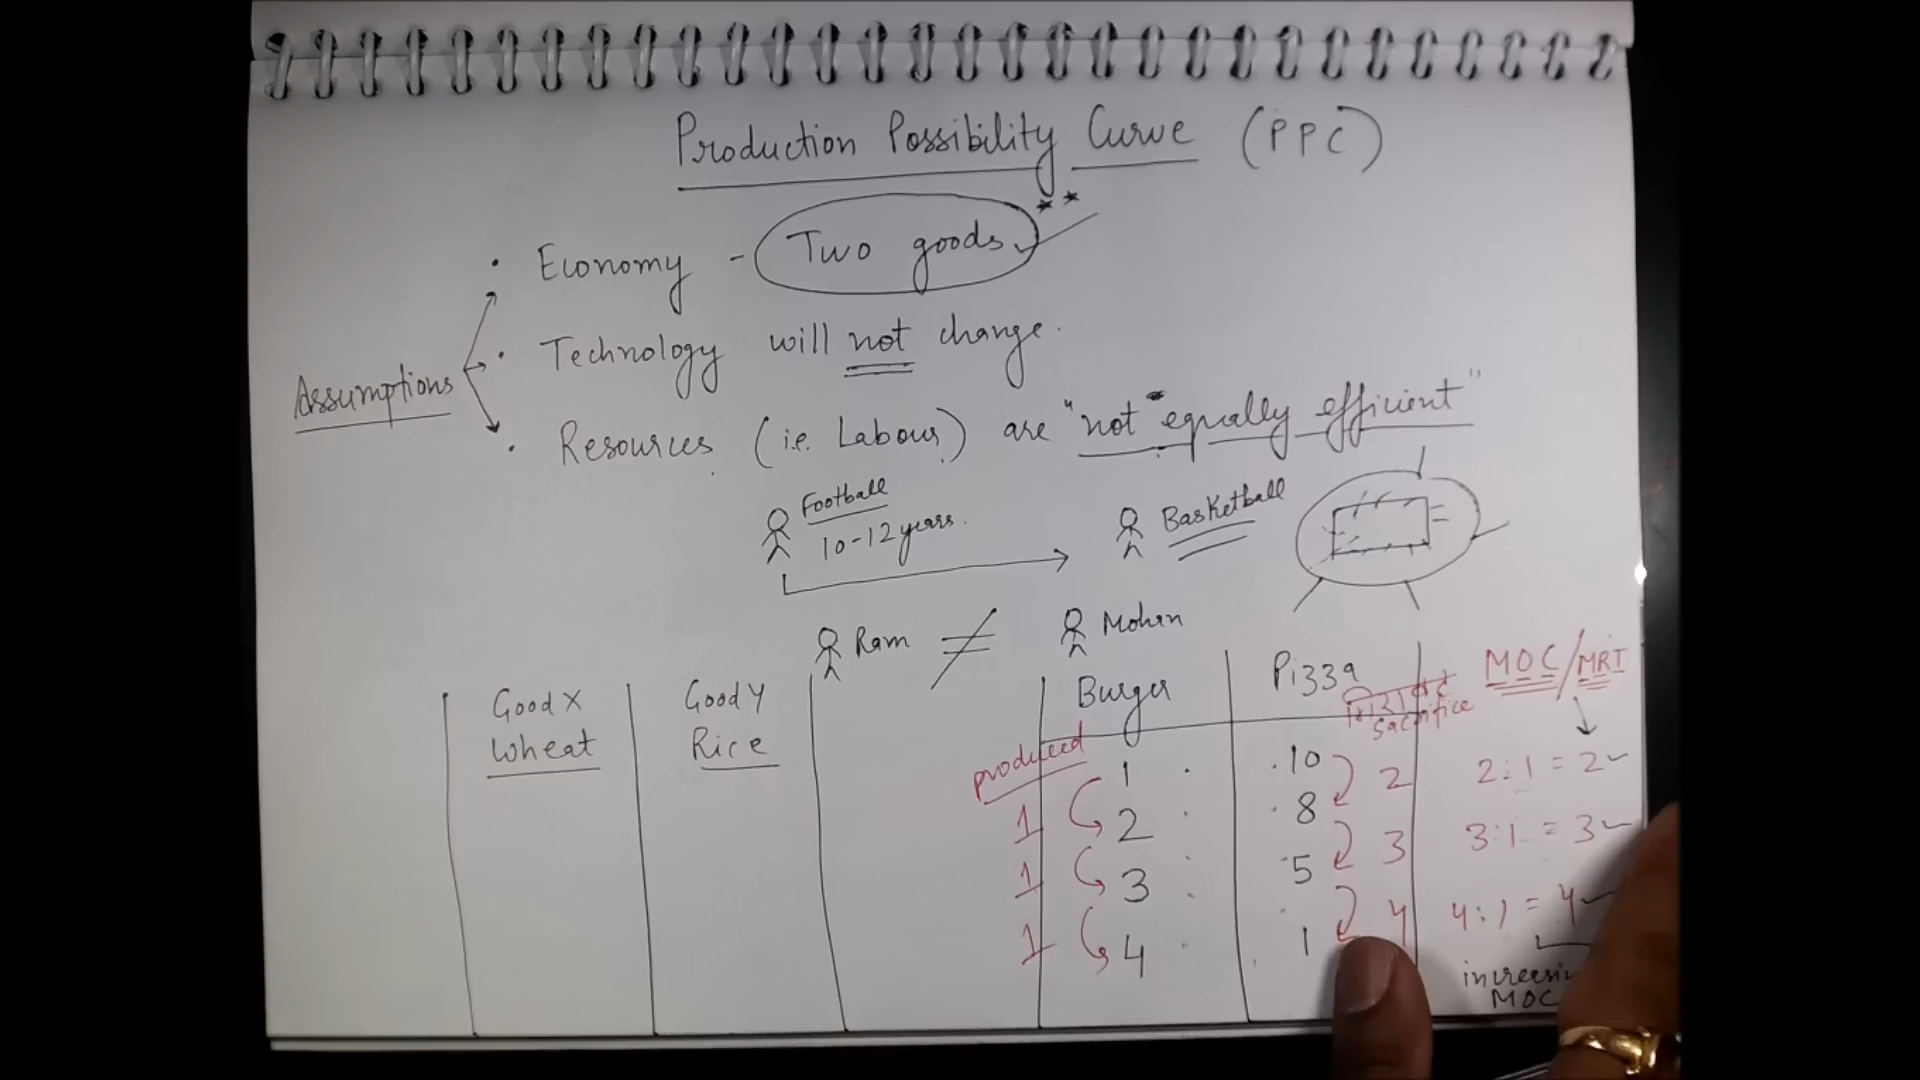 Production Possibility Curve (PPC)
Economy - Two goods
Technology will not change.
Assumptions
Resources (i.e. Labour) are "not equally efficient"
Football
10-12 years.
Basketball
Ram ≠ Mohan
Good X Good Y
Wheat Rice
Burger Pizza MOC/MRT
produced sacrifice
1 10 2 2:1 = 2
1 2 8 3 3:1 = 3
1 3 5 4 4:1 = 4
1 4 1
MOC